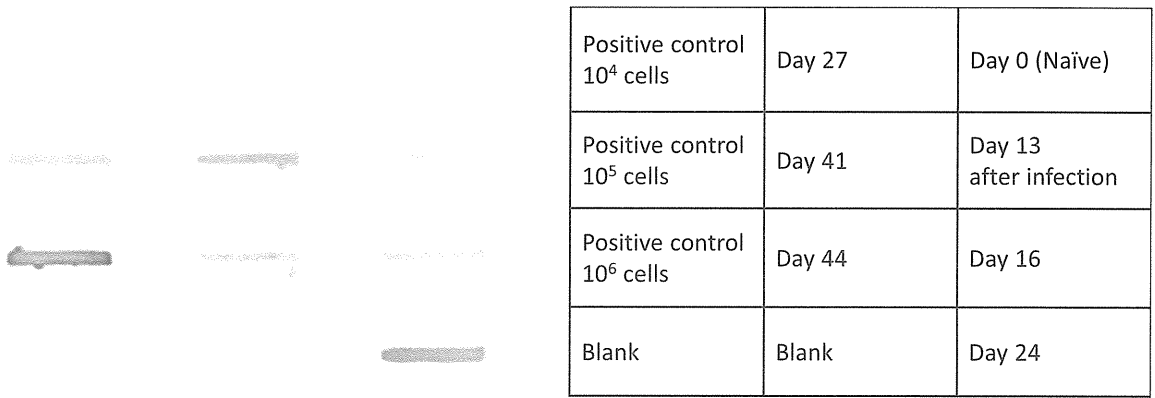 Positive control
10⁴ cells
Day 27
Day 0 (Naïve)
Positive control
10⁵ cells
Day 41
Day 13
after infection
Positive control
10⁶ cells
Day 44
Day 16
Blank
Blank
Day 24